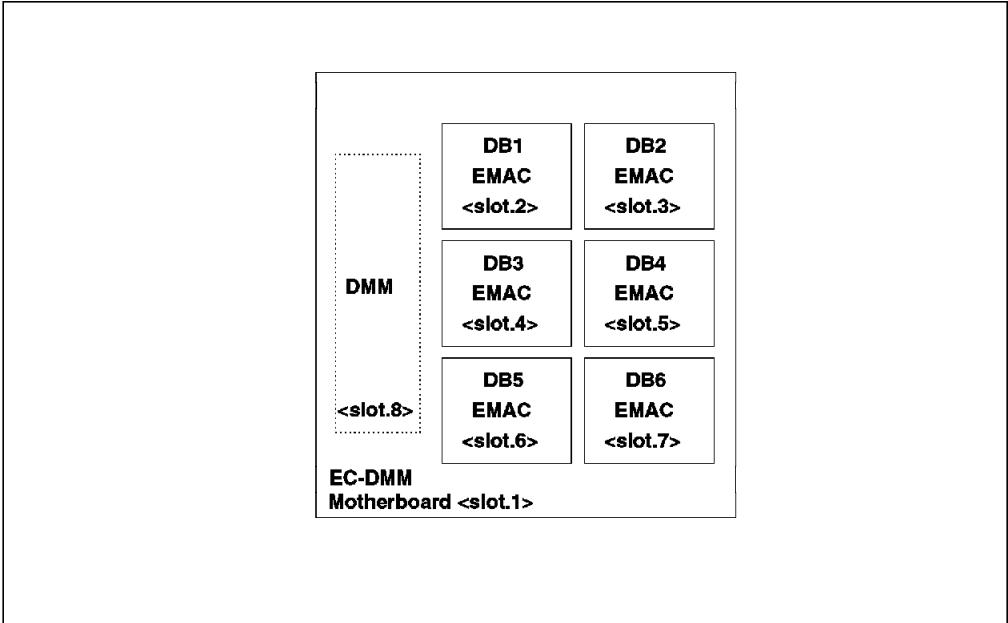 DB1
EMAC
<slot.2>
DB2
EMAC
<slot.3>
DB3
EMAC
<slot.4>
DB4
EMAC
<slot.5>
DB5
EMAC
<slot.6>
DB6
EMAC
<slot.7>
DMM
<slot.8>
EC-DMM
Motherboard <slot.1>